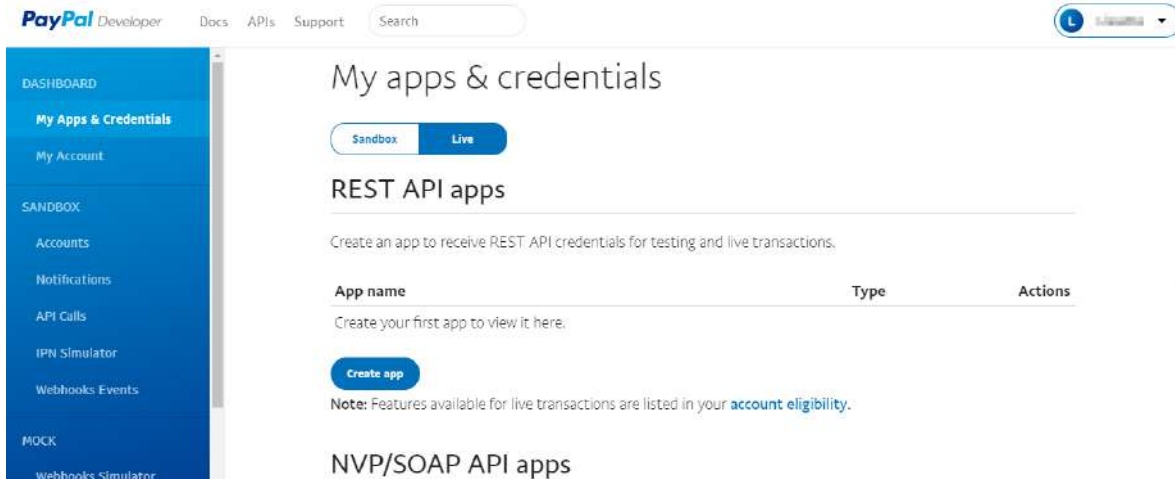 PayPal Developer Docs APIs Support Search L
DASHBOARD
My Apps & Credentials
My Account
SANDBOX
Accounts
Notifications
API Calls
IPN Simulator
Webhooks Events
MOCK
Webhooks Simulator
My apps & credentials
Sandbox Live
REST API apps
Create an app to receive REST API credentials for testing and live transactions.
App name Type Actions
Create your first app to view it here.
Create app
Note: Features available for live transactions are listed in your account eligibility.
NVP/SOAP API apps